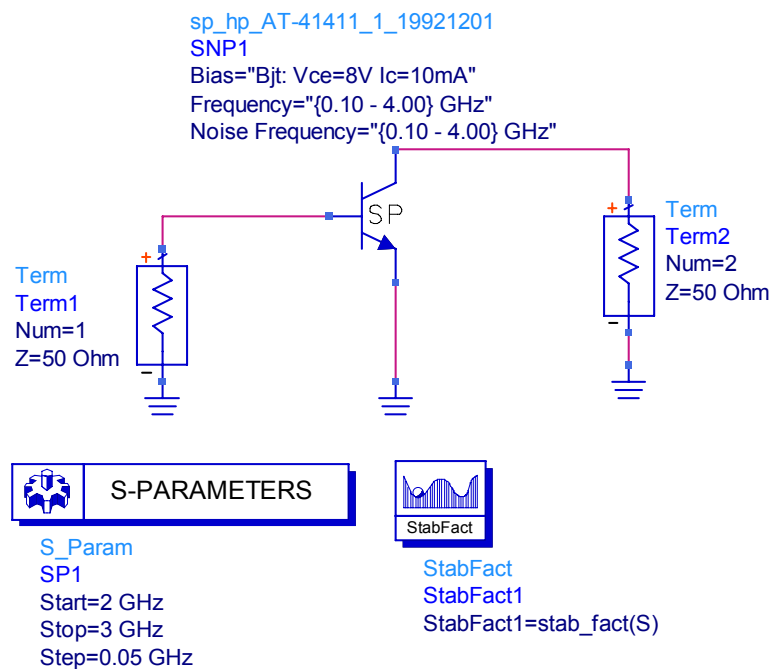 sp_hp_AT-41411_1_19921201
SNP1
Bias="Bjt: Vce=8V Ic=10mA"
Frequency="{0.10 - 4.00} GHz"
Noise Frequency="{0.10 - 4.00} GHz"
SP
+
Term
Term1
Num=1
Z=50 Ohm
-
+
Term
Term2
Num=2
Z=50 Ohm
-
S-PARAMETERS
S_Param
SP1
Start=2 GHz
Stop=3 GHz
Step=0.05 GHz
StabFact
StabFact
StabFact1
StabFact1=stab_fact(S)